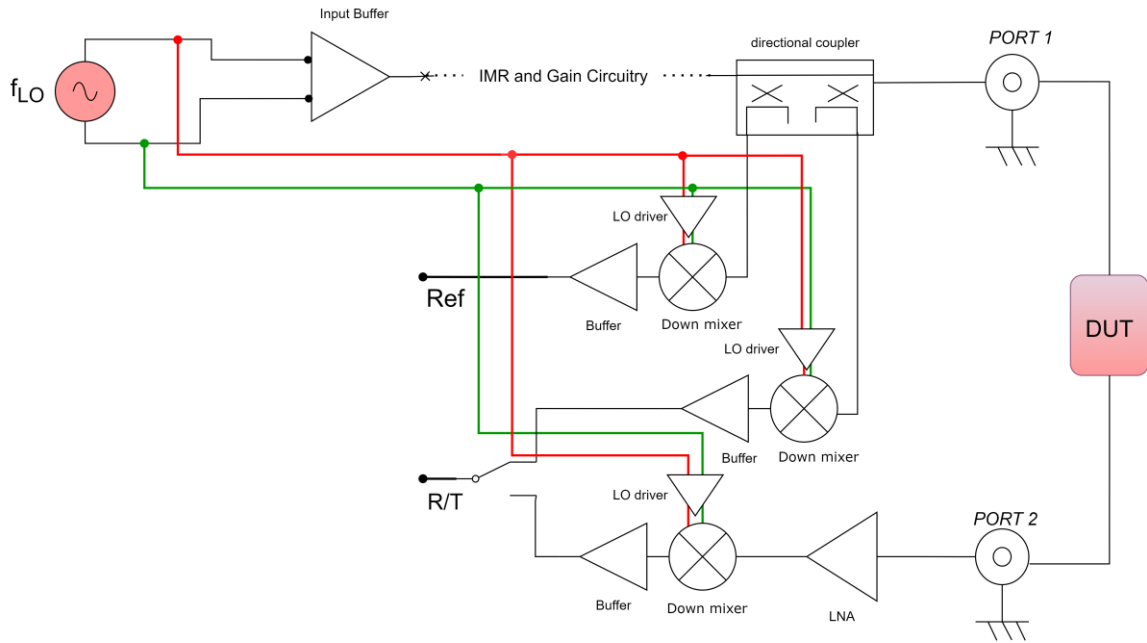 Input Buffer
directional coupler
PORT 1
fLO
IMR and Gain Circuitry
LO driver
Ref
Buffer
Down mixer
DUT
LO driver
Buffer
Down mixer
R/T
LO driver
PORT 2
Buffer
Down mixer
LNA